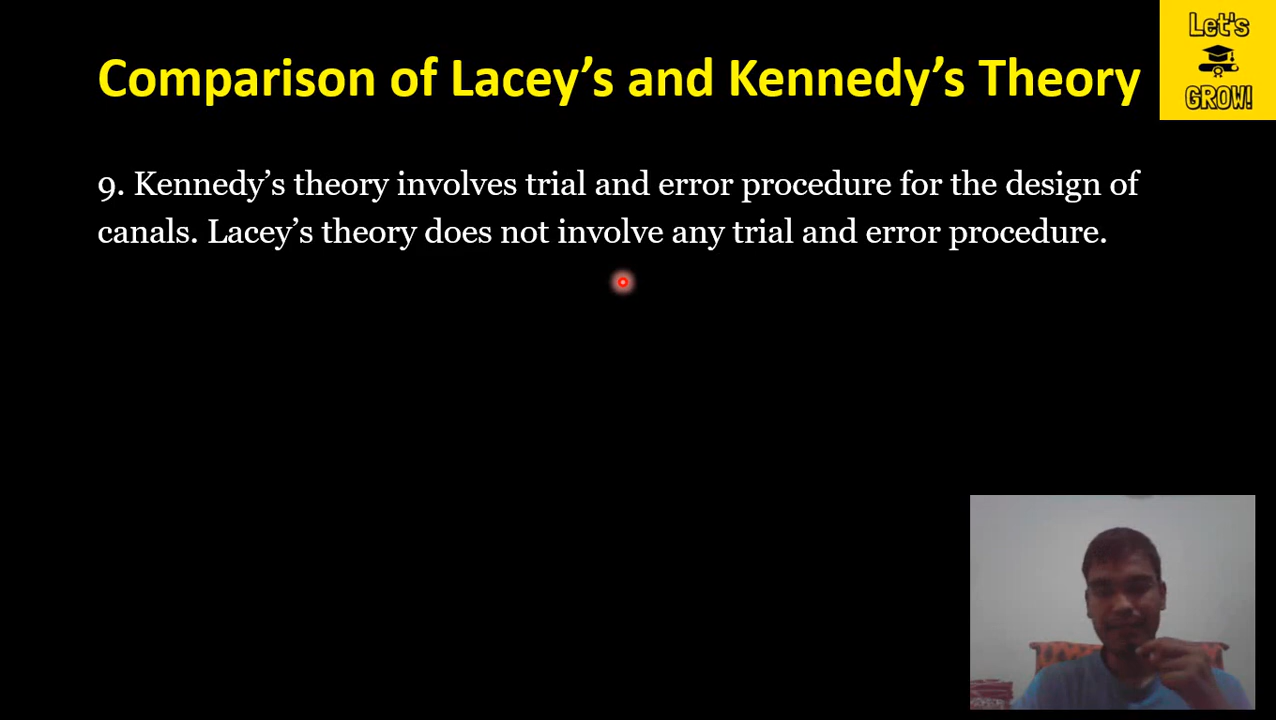 Let's
GROW!
Comparison of Lacey’s and Kennedy’s Theory
9. Kennedy’s theory involves trial and error procedure for the design of
canals. Lacey’s theory does not involve any trial and error procedure.